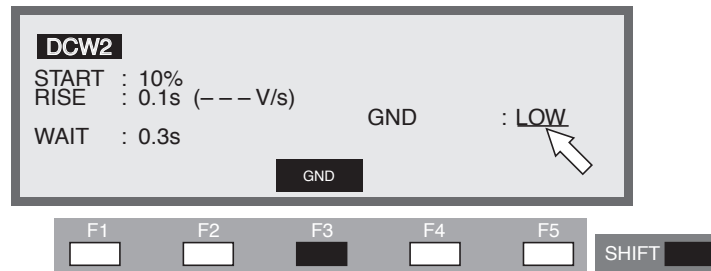 DCW2
START : 10%
RISE : 0.1s (– – – V/s)
GND : LOW
WAIT : 0.3s
GND
F1 F2 F3 F4 F5
SHIFT